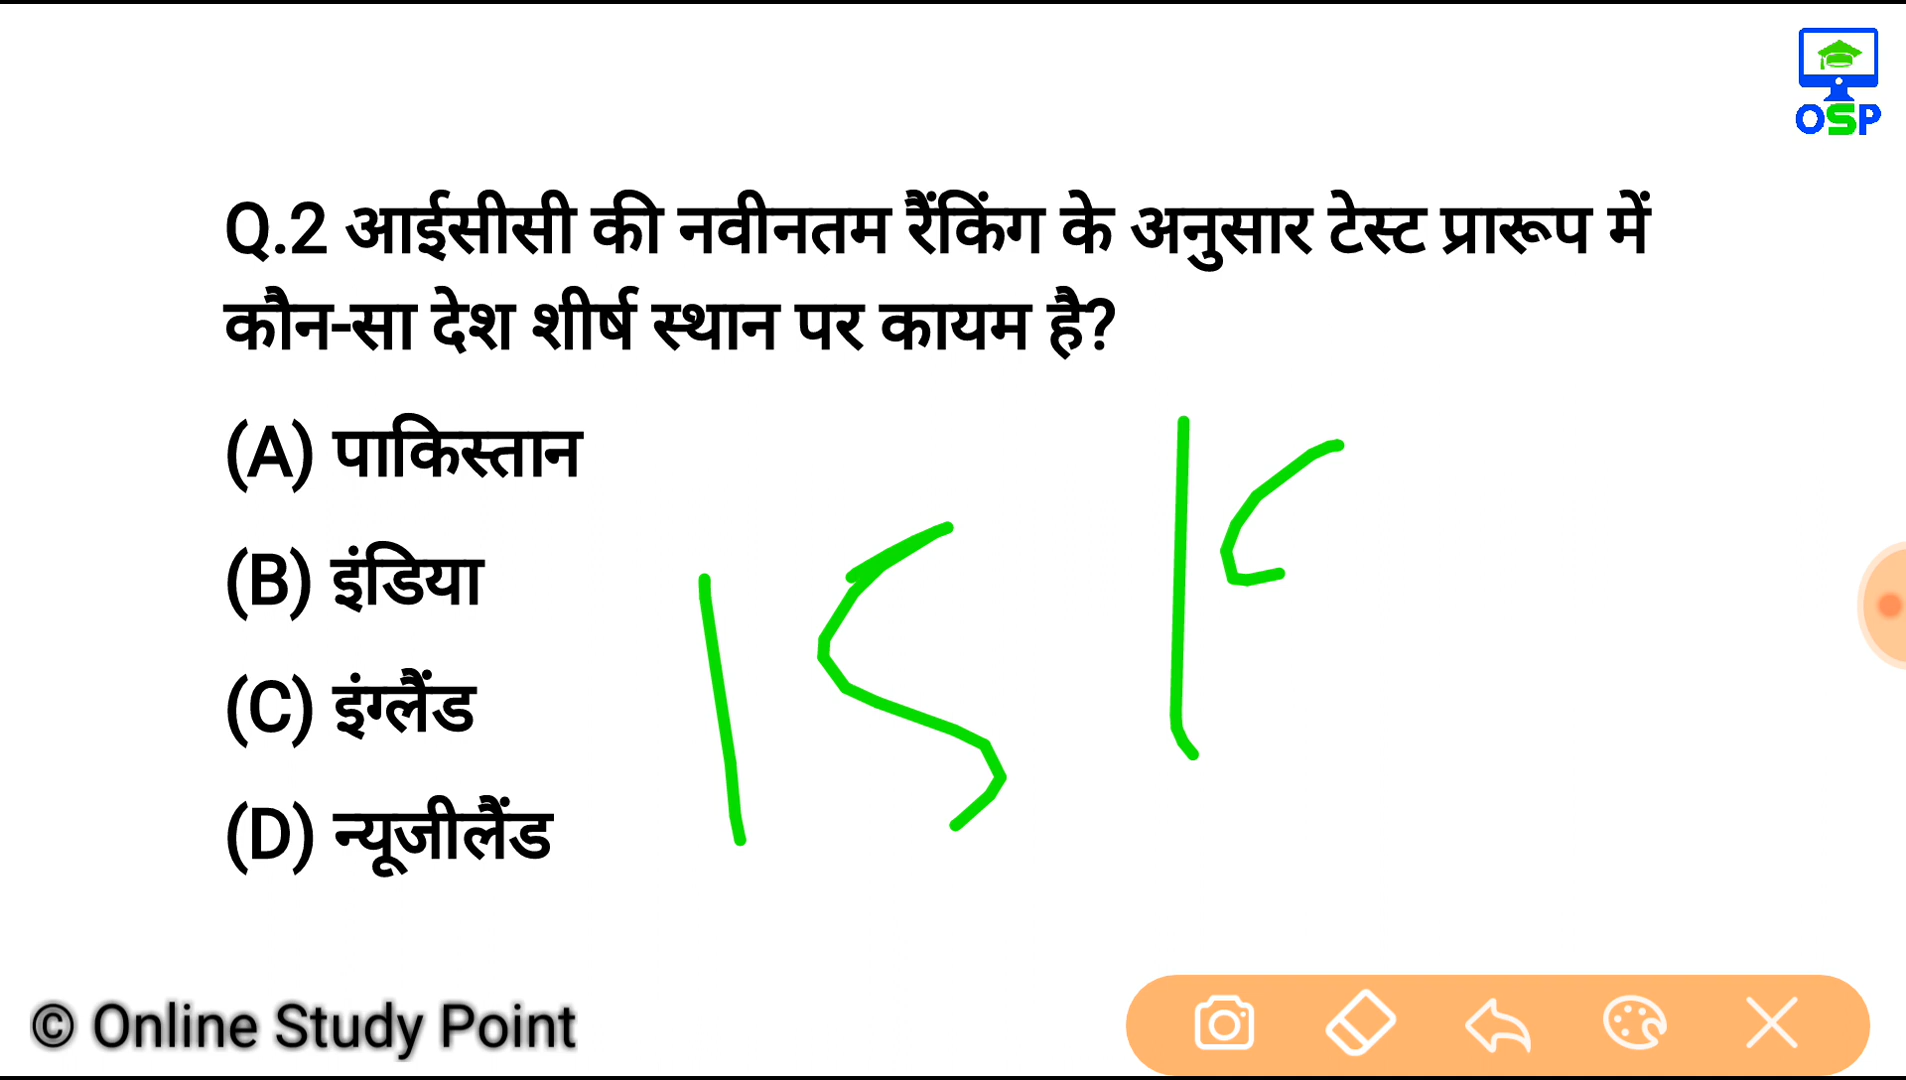 OSP
Q.2 आईसीसी की नवीनतम रैंकिंग के अनुसार टेस्ट प्रारूप में
कौन-सा देश शीर्ष स्थान पर कायम है?
(A) पाकिस्तान
(B) इंडिया
(C) इंग्लैंड
(D) न्यूजीलैंड
© Online Study Point